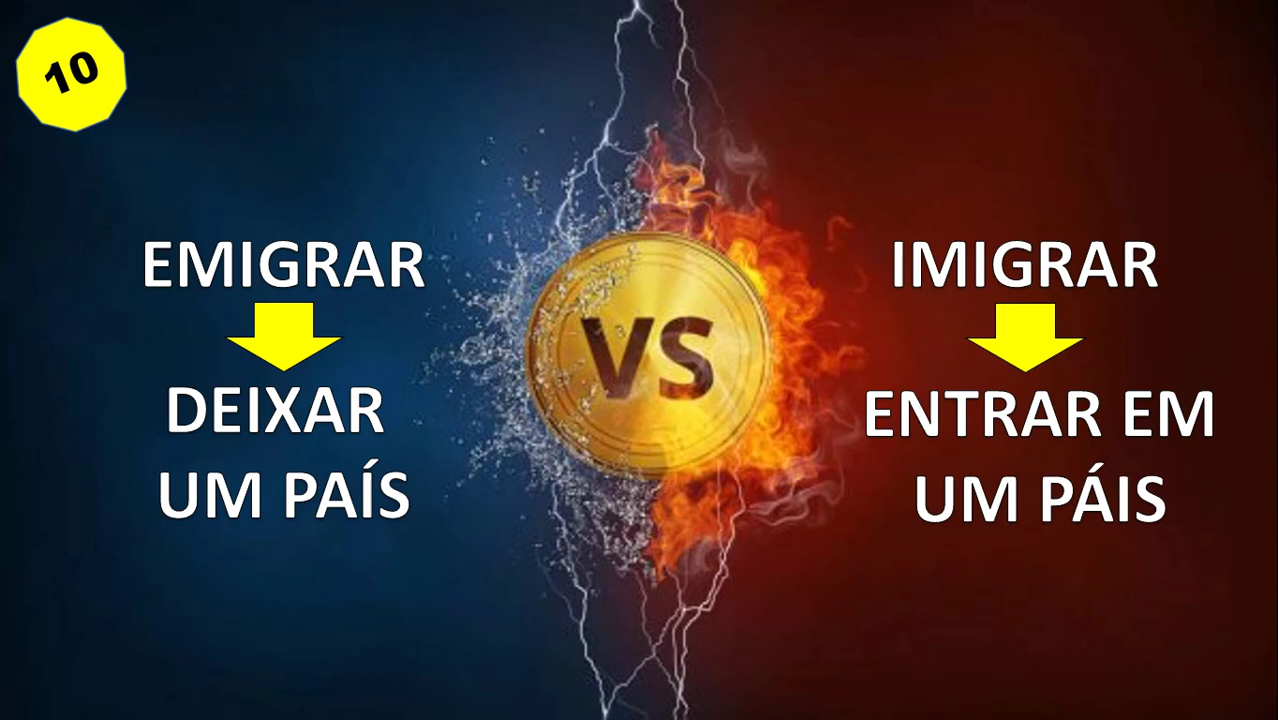 10
EMIGRAR
DEIXAR
UM PAÍS
VS
IMIGRAR
ENTRAR EM
UM PÁIS